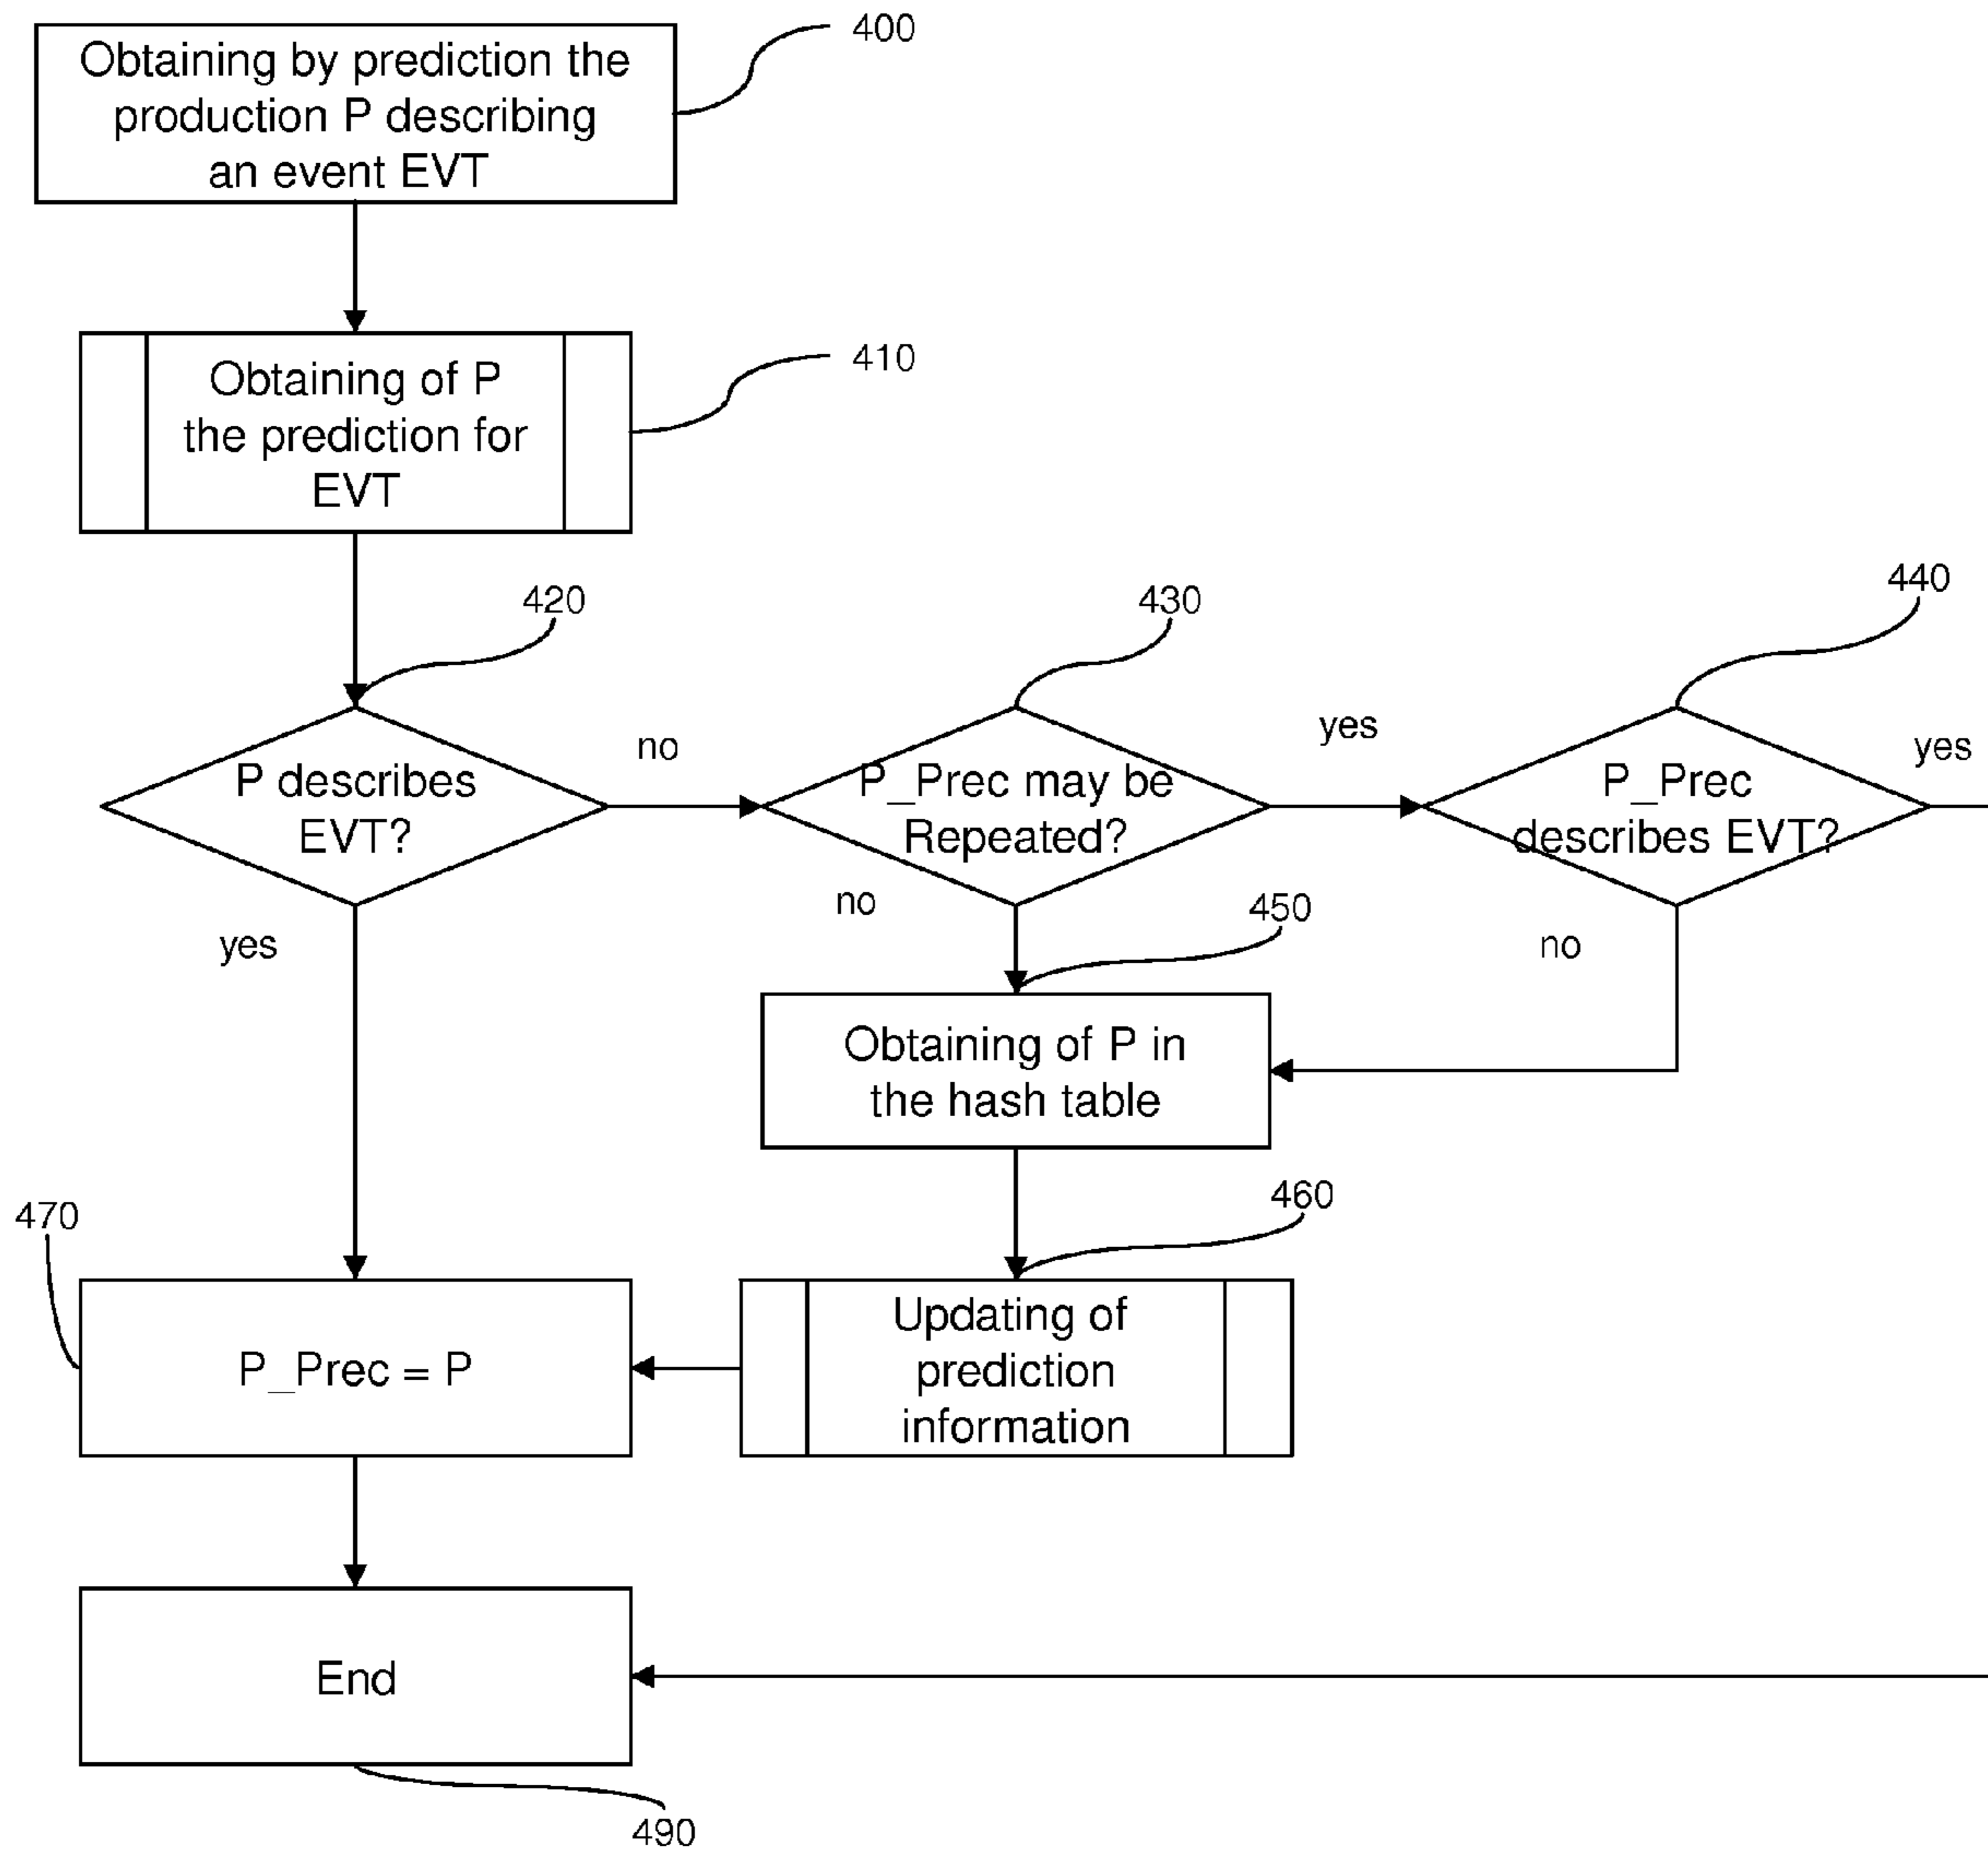 400
Obtaining by prediction the
production P describing
an event EVT
410
Obtaining of P
the prediction for
EVT
420
430
440
P describes
EVT?
no
P_Prec may be
Repeated?
yes
P_Prec
describes EVT?
yes
yes
no
450
no
Obtaining of P in
the hash table
470
460
P_Prec = P
Updating of
prediction
information
End
490